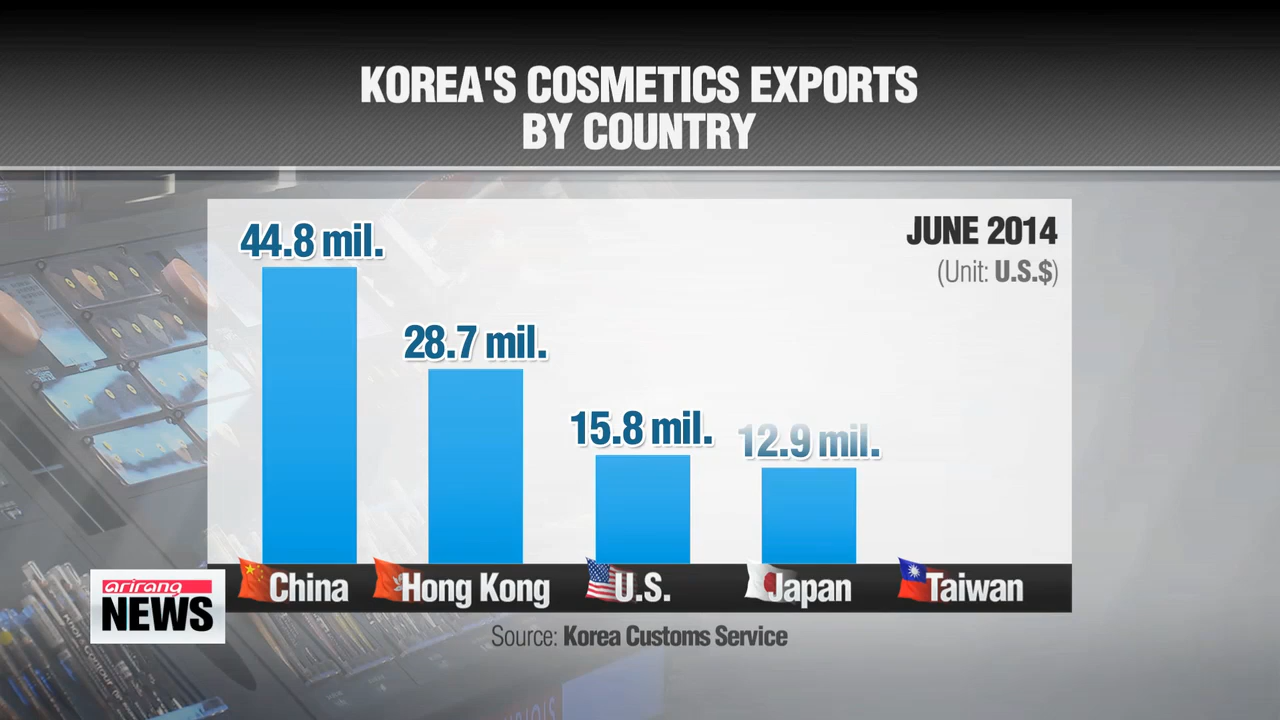 KOREA'S COSMETICS EXPORTS
BY COUNTRY
JUNE 2014
(Unit: U.S.$)
44.8 mil.
28.7 mil.
15.8 mil.
12.9 mil.
China
Hong Kong
U.S.
Japan
Taiwan
arirang
NEWS
Source: Korea Customs Service